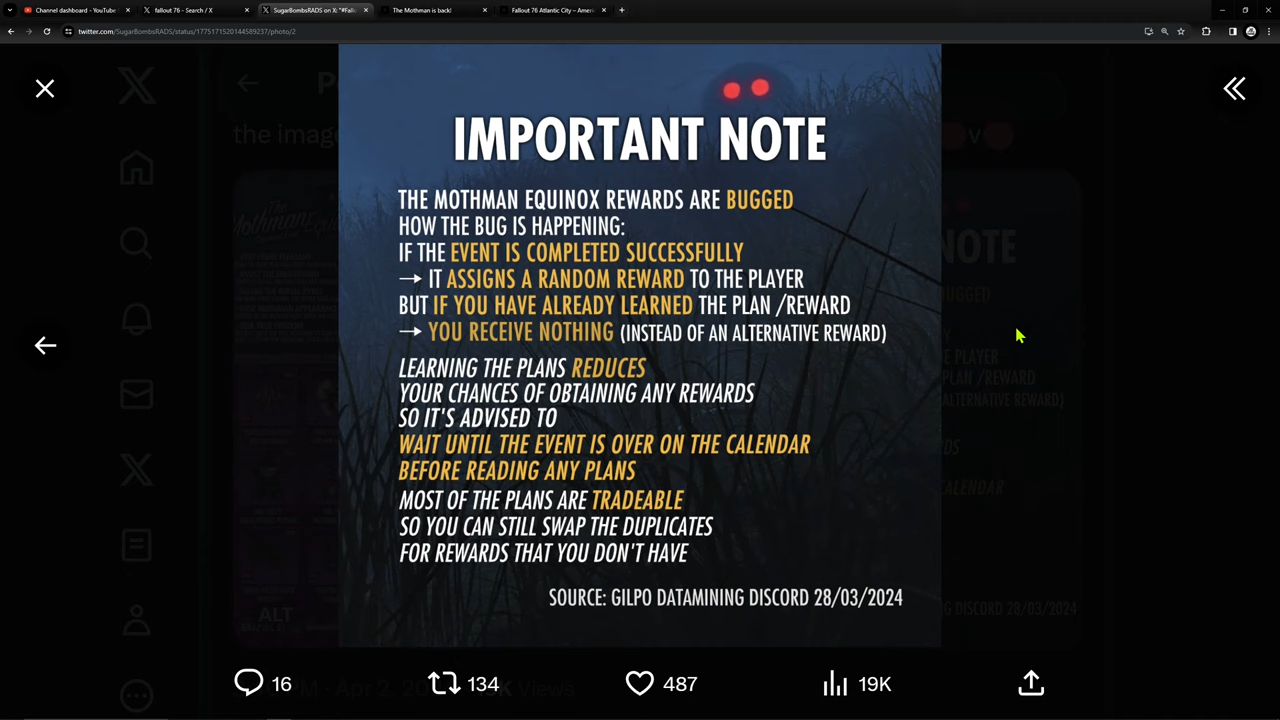 Channel dashboard - YouTube
fallout 76 - Search / X
SugarBombsRADS on X: "#Fall
The Mothman is back!
Fallout 76 Atlantic City – Ameri
twitter.com/SugarBombsRADS/status/1775171520144589237/photo/2
IMPORTANT NOTE
THE MOTHMAN EQUINOX REWARDS ARE BUGGED
HOW THE BUG IS HAPPENING:
IF THE EVENT IS COMPLETED SUCCESSFULLY
→ IT ASSIGNS A RANDOM REWARD TO THE PLAYER
BUT IF YOU HAVE ALREADY LEARNED THE PLAN /REWARD
→ YOU RECEIVE NOTHING (INSTEAD OF AN ALTERNATIVE REWARD)
LEARNING THE PLANS REDUCES
YOUR CHANCES OF OBTAINING ANY REWARDS
SO IT'S ADVISED TO
WAIT UNTIL THE EVENT IS OVER ON THE CALENDAR
BEFORE READING ANY PLANS
MOST OF THE PLANS ARE TRADEABLE
SO YOU CAN STILL SWAP THE DUPLICATES
FOR REWARDS THAT YOU DON'T HAVE
SOURCE: GILPO DATAMINING DISCORD 28/03/2024
16
134
487
19K